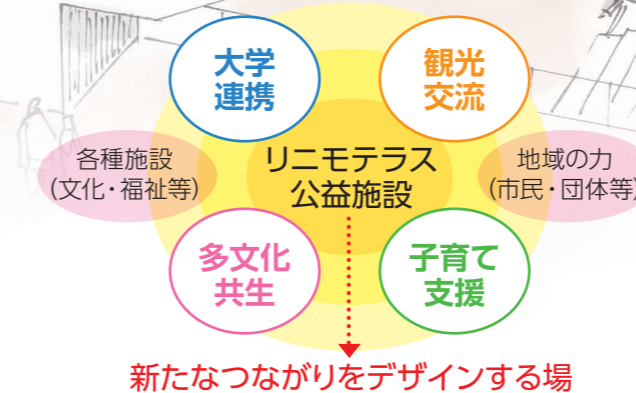 大学
連携
観光
交流
各種施設
(文化・福祉等)
リニモテラス
公益施設
地域の力
(市民・団体等)
多文化
共生
子育て
支援
新たなつながりをデザインする場